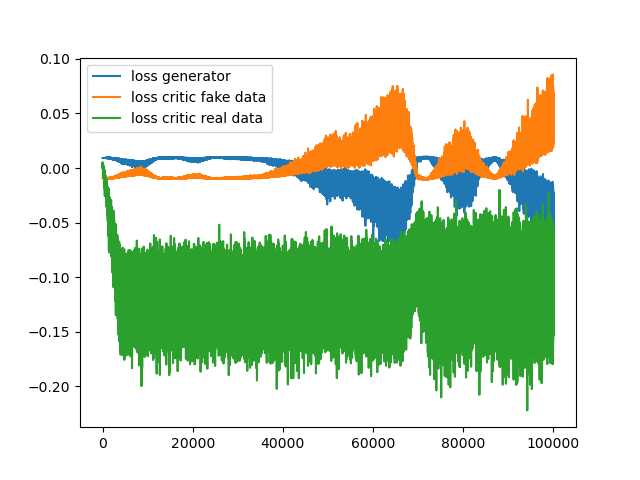 0.10
0.05
0.00
−0.05
−0.10
−0.15
−0.20
loss generator
loss critic fake data
loss critic real data
0 20000 40000 60000 80000 100000